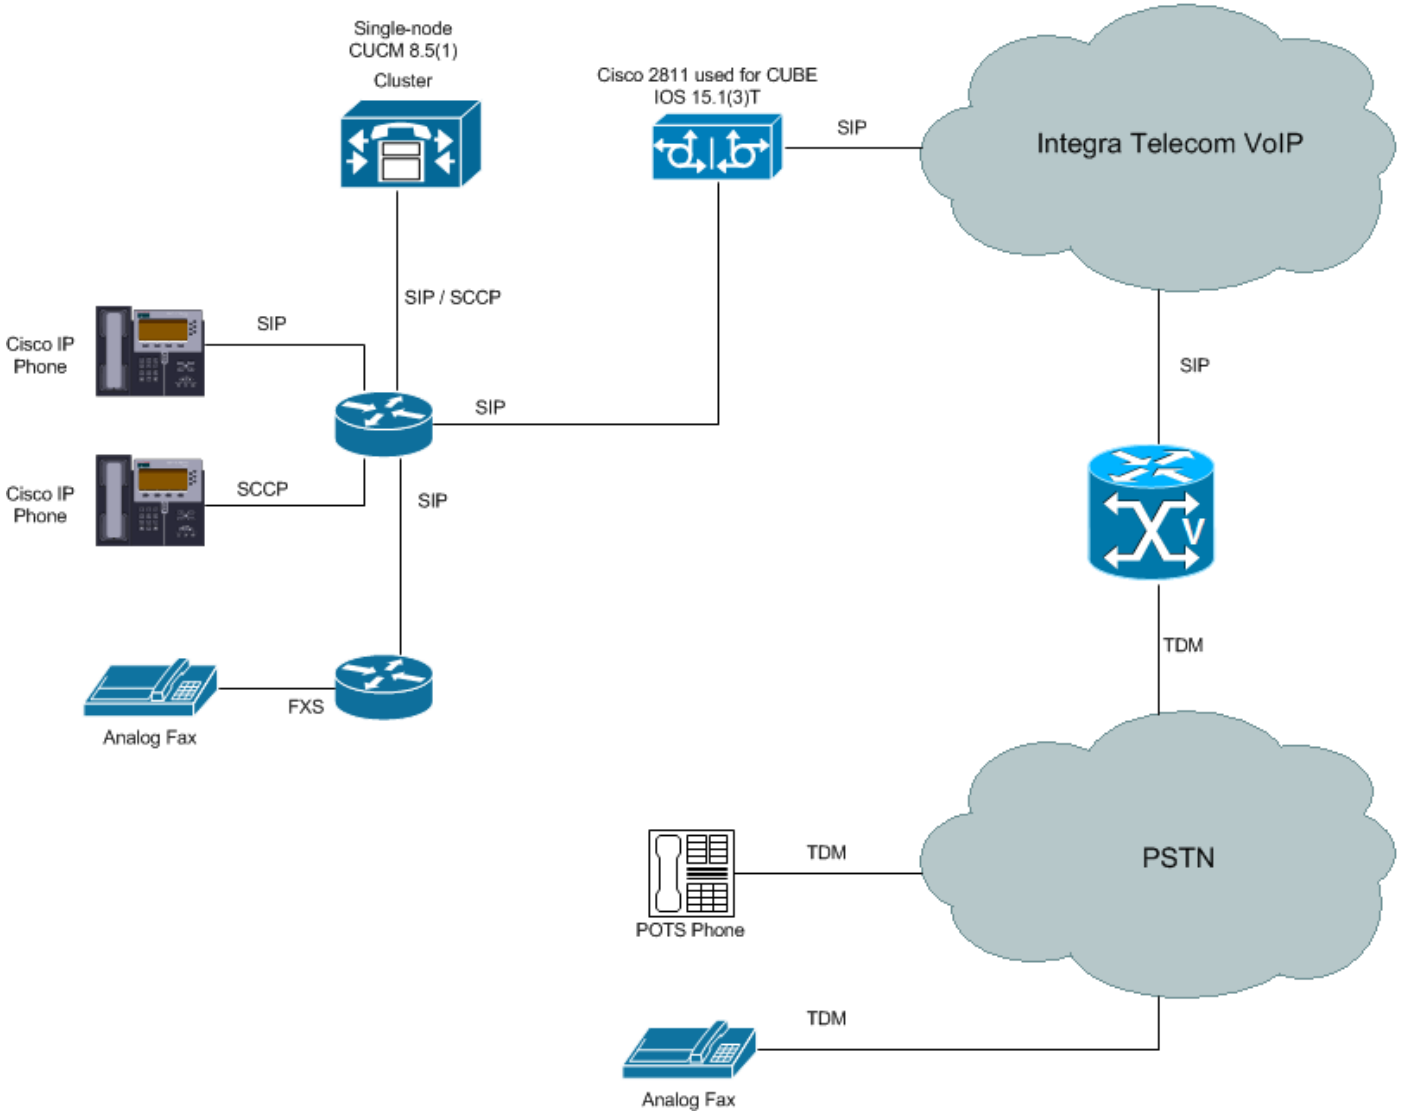 Single-node
CUCM 8.5(1)
Cluster
Cisco 2811 used for CUBE
IOS 15.1(3)T
SIP
Integra Telecom VoIP
SIP / SCCP
SIP
Cisco IP
Phone
SIP
SIP
SCCP
Cisco IP
Phone
SIP
V
FXS
Analog Fax
TDM
TDM
PSTN
POTS Phone
TDM
Analog Fax